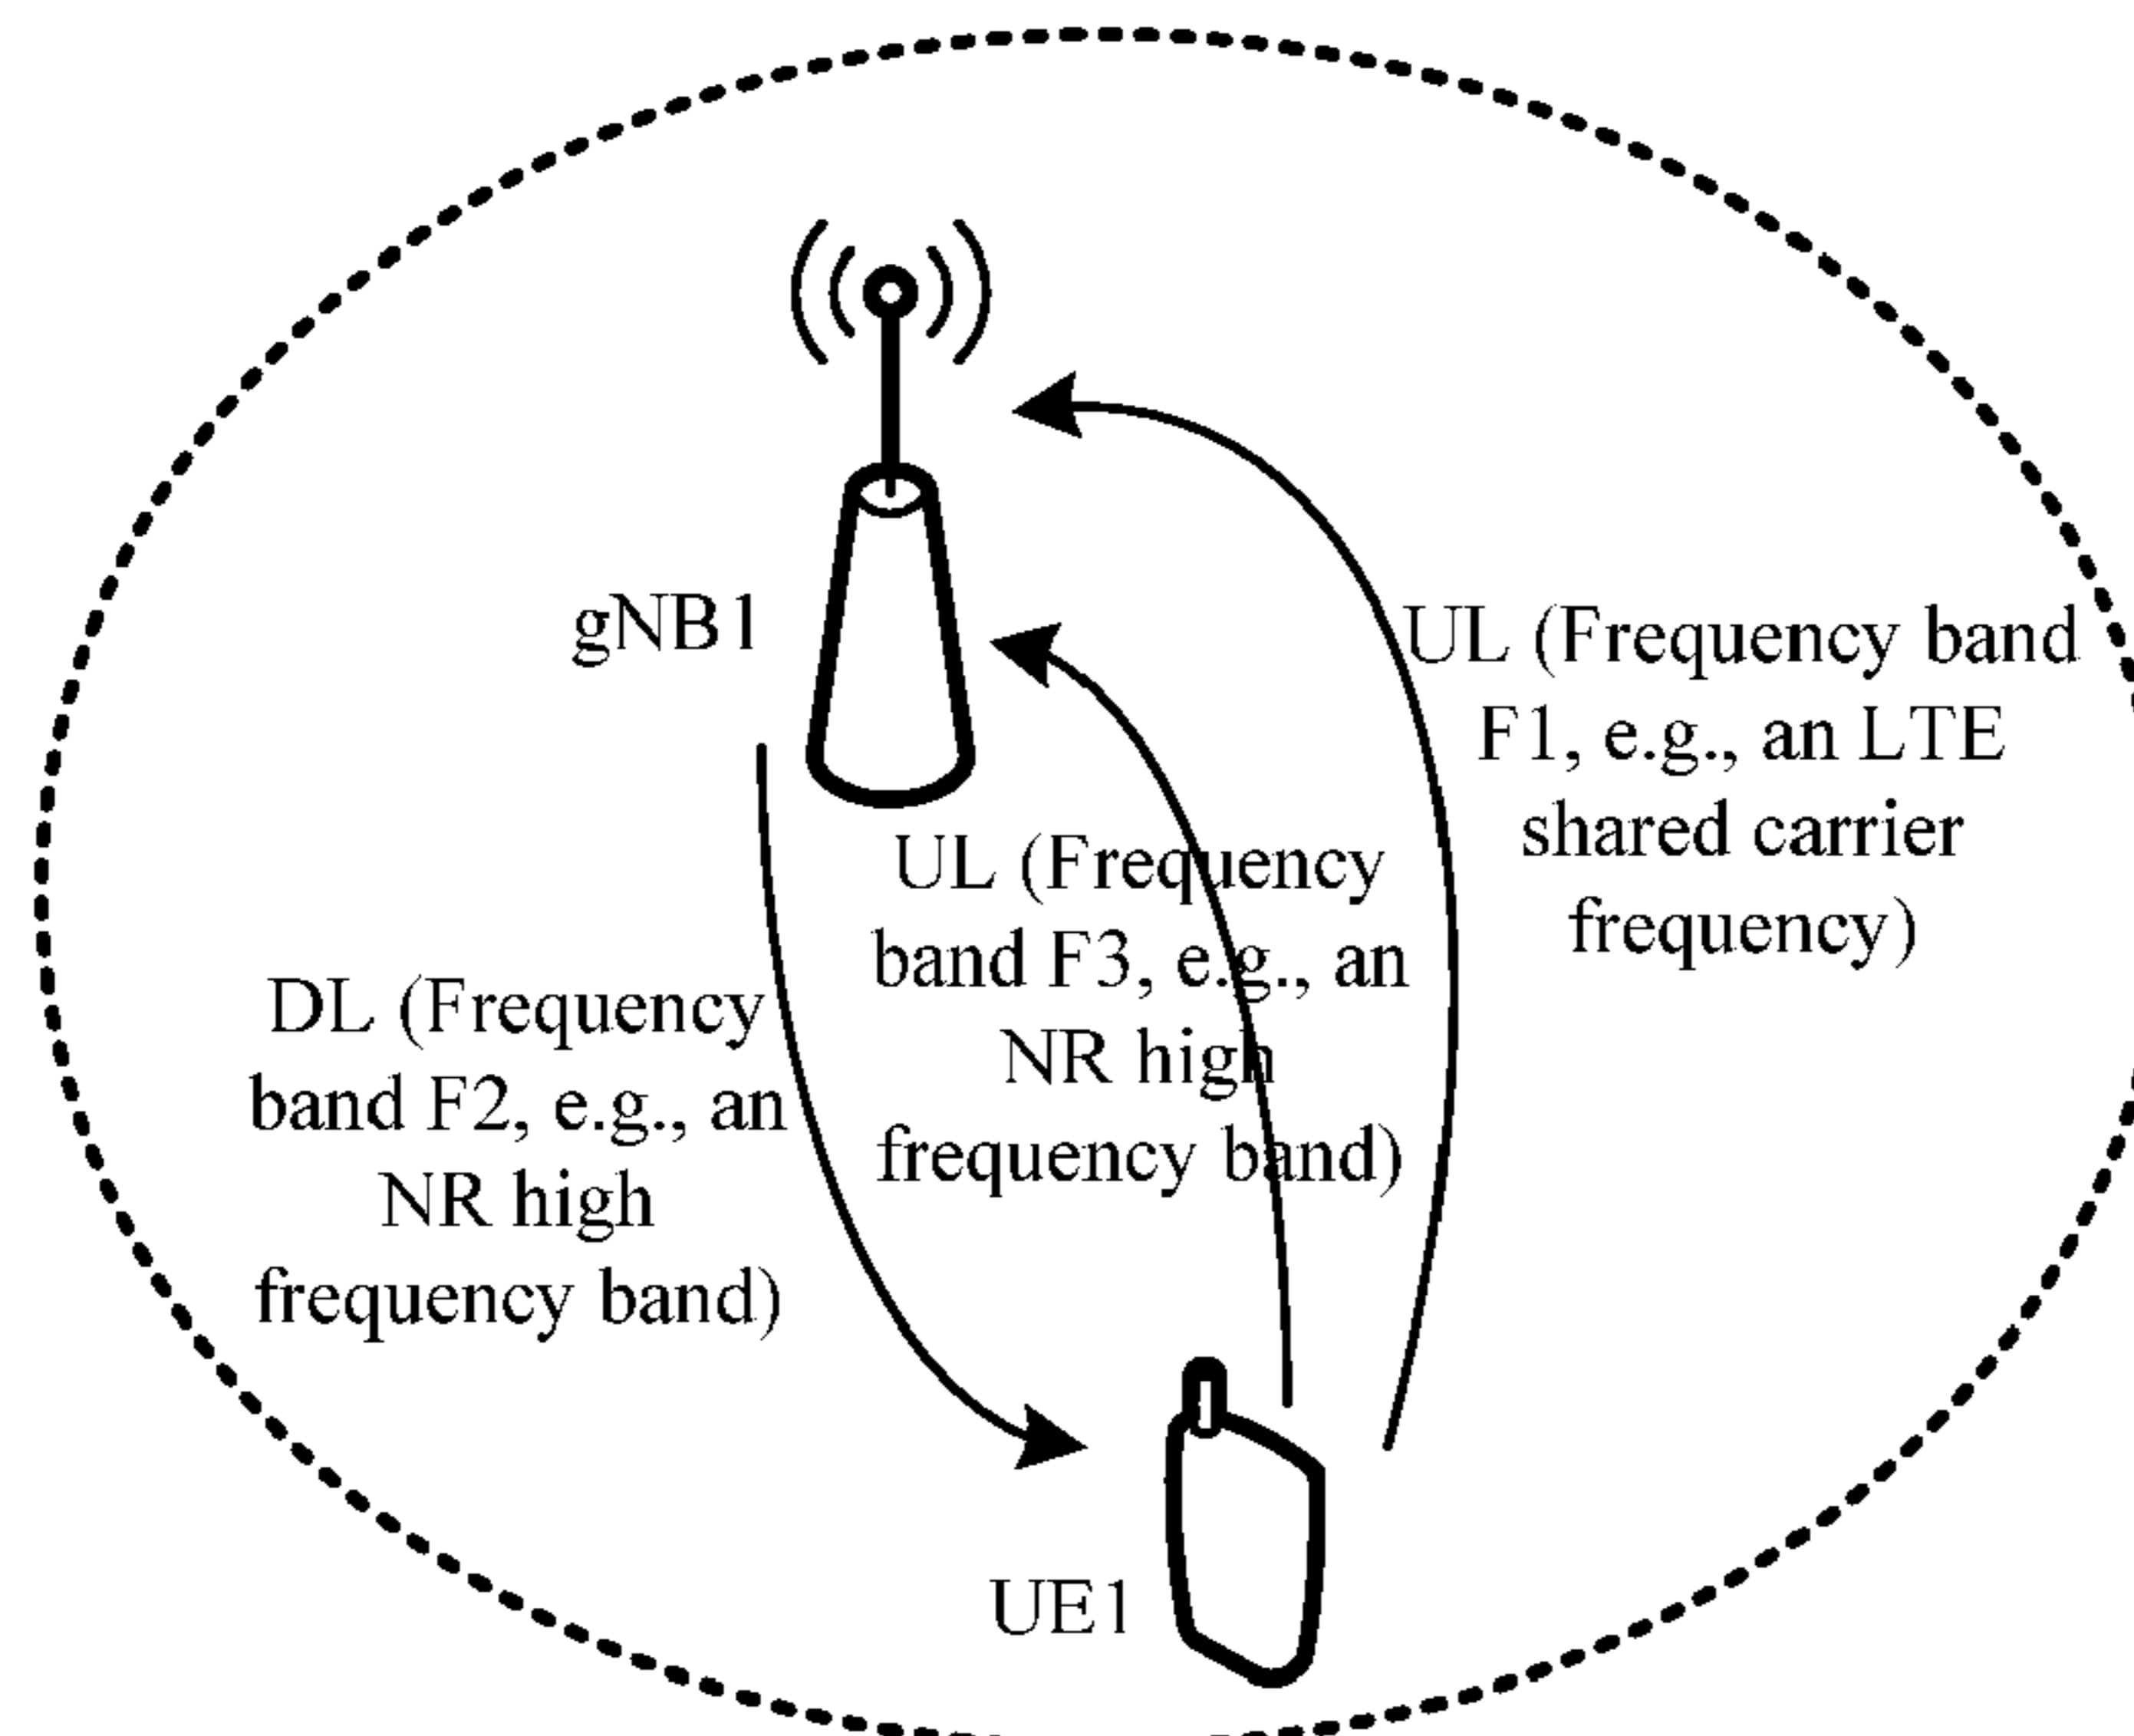 gNB1
UL (Frequency band
F1, e.g., an LTE
shared carrier
frequency)
UL (Frequency
band F3, e.g., an
NR high
frequency band)
DL (Frequency
band F2, e.g., an
NR high
frequency band)
UE1